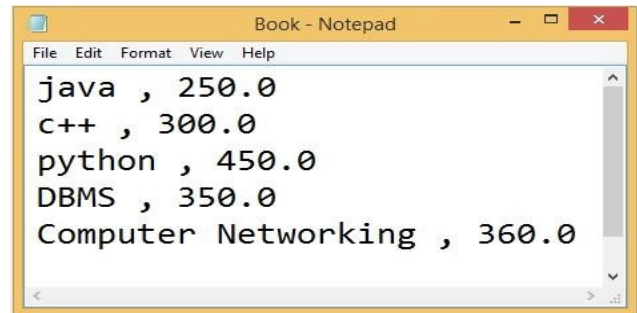 Book - Notepad
File Edit Format View Help
java , 250.0
c++ , 300.0
python , 450.0
DBMS , 350.0
Computer Networking , 360.0